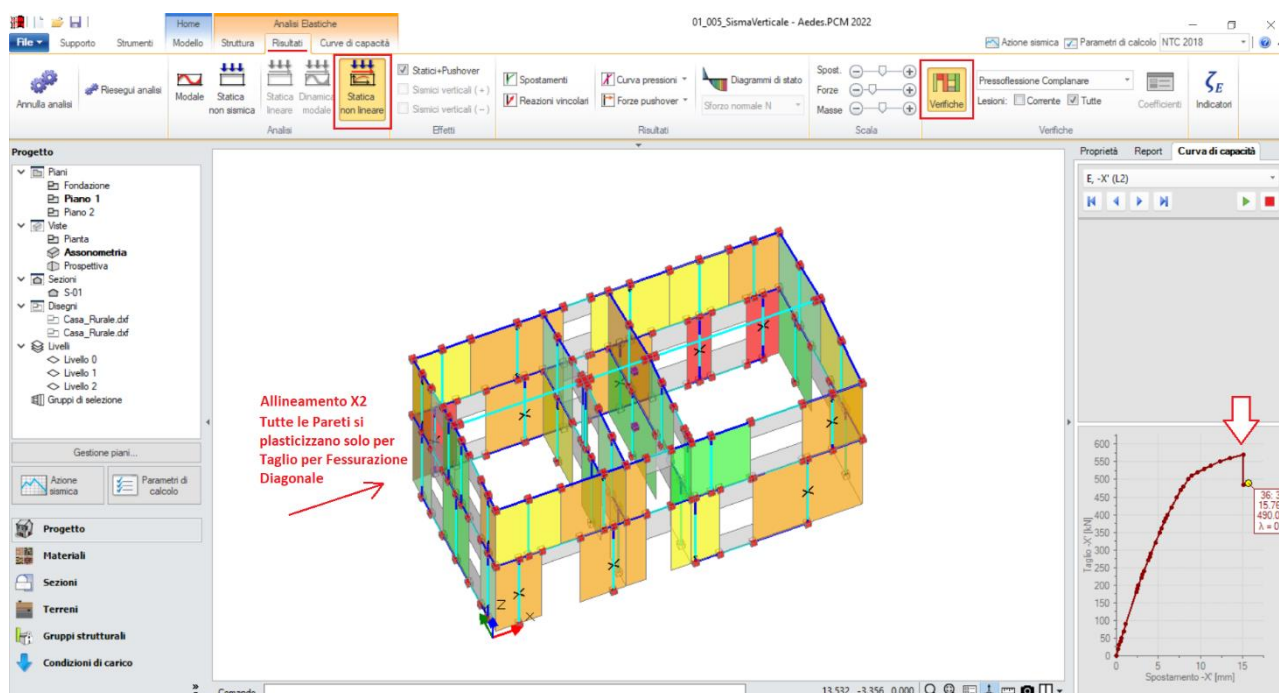 01_005_SismaVerticale - Aedes.PCM 2022
Home
Analisi Elastiche
File
Supporto
Strumenti
Modello
Struttura
Risultati
Curve di capacità
Azione sismica
Parametri di calcolo
NTC 2018
Annulla analisi
Riesegui analisi
Modale
Statica non sismica
Statica lineare
Dinamica modale
Statica non lineare
Analisi
Statici+Pushover
Sismici verticali (+)
Sismici verticali (−)
Effetti
Spostamenti
Reazioni vincolari
Curva pressioni
Forze pushover
Diagrammi di stato
Sforzo normale N
Risultati
Spost.
Forze
Masse
Scala
Verifiche
Pressoflessione Complanare
Lesioni:
Corrente
Tutte
Coefficienti
Verifiche
ζE
Indicatori
Progetto
Piani
Fondazione
Piano 1
Piano 2
Viste
Pianta
Assonometria
Prospettiva
Sezioni
S-01
Disegni
Casa_Rurale.dxf
Casa_Rurale.dxf
Livelli
Livello 0
Livello 1
Livello 2
Gruppi di selezione
Gestione piani...
Azione sismica
Parametri di calcolo
Progetto
Materiali
Sezioni
Terreni
Gruppi strutturali
Condizioni di carico
»
Allineamento X2
Tutte le Pareti si
plasticizzano solo per
Taglio per Fessurazione
Diagonale
Z
X
Proprietà
Report
Curva di capacità
E, -X' (L2)
600
550
500
450
400
350
300
250
200
150
100
50
0
Taglio -X' [kN]
0
5
10
15
Spostamento -X' [mm]
36: 3
15.76
490.0
λ = 0
Comando
13.532 -3.356 0.000